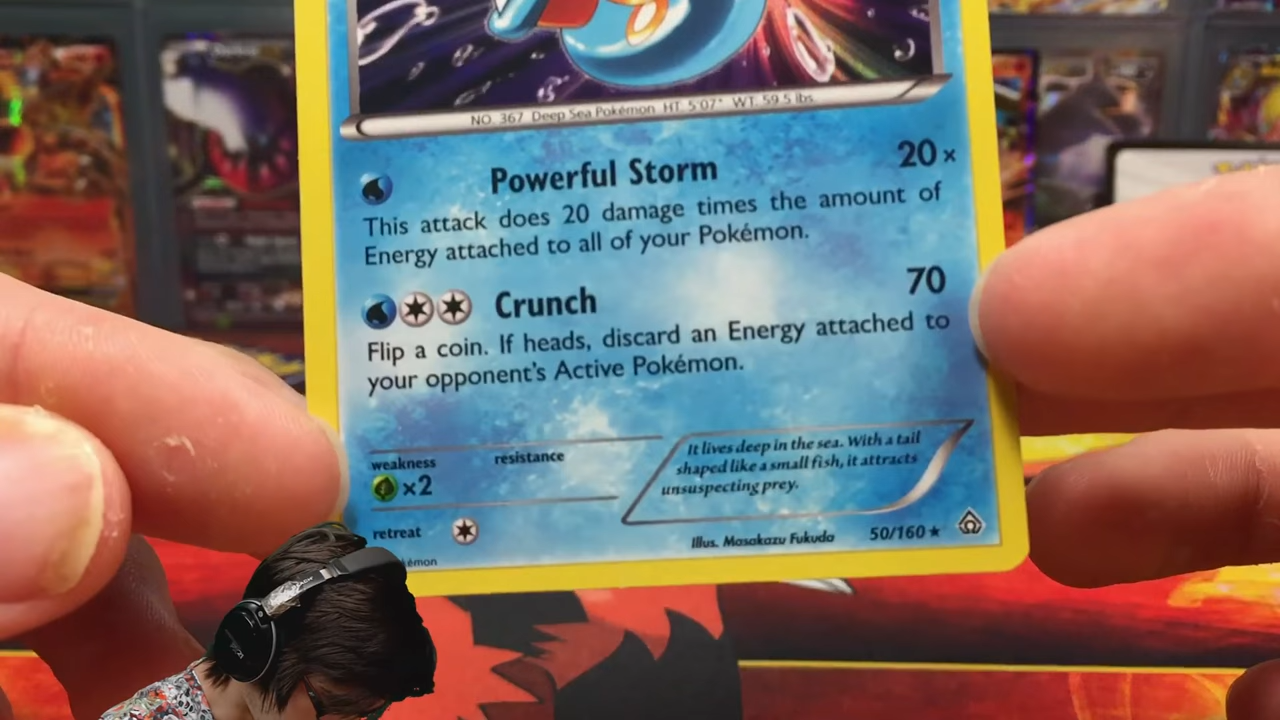 NO. 367 Deep Sea Pokémon HT: 5'07" WT: 59.5 lbs.
Powerful Storm 20×
This attack does 20 damage times the amount of
Energy attached to all of your Pokémon.
Crunch 70
Flip a coin. If heads, discard an Energy attached to
your opponent's Active Pokémon.
weakness resistance
×2
It lives deep in the sea. With a tail
shaped like a small fish, it attracts
unsuspecting prey.
retreat
Illus. Masakazu Fukuda 50/160